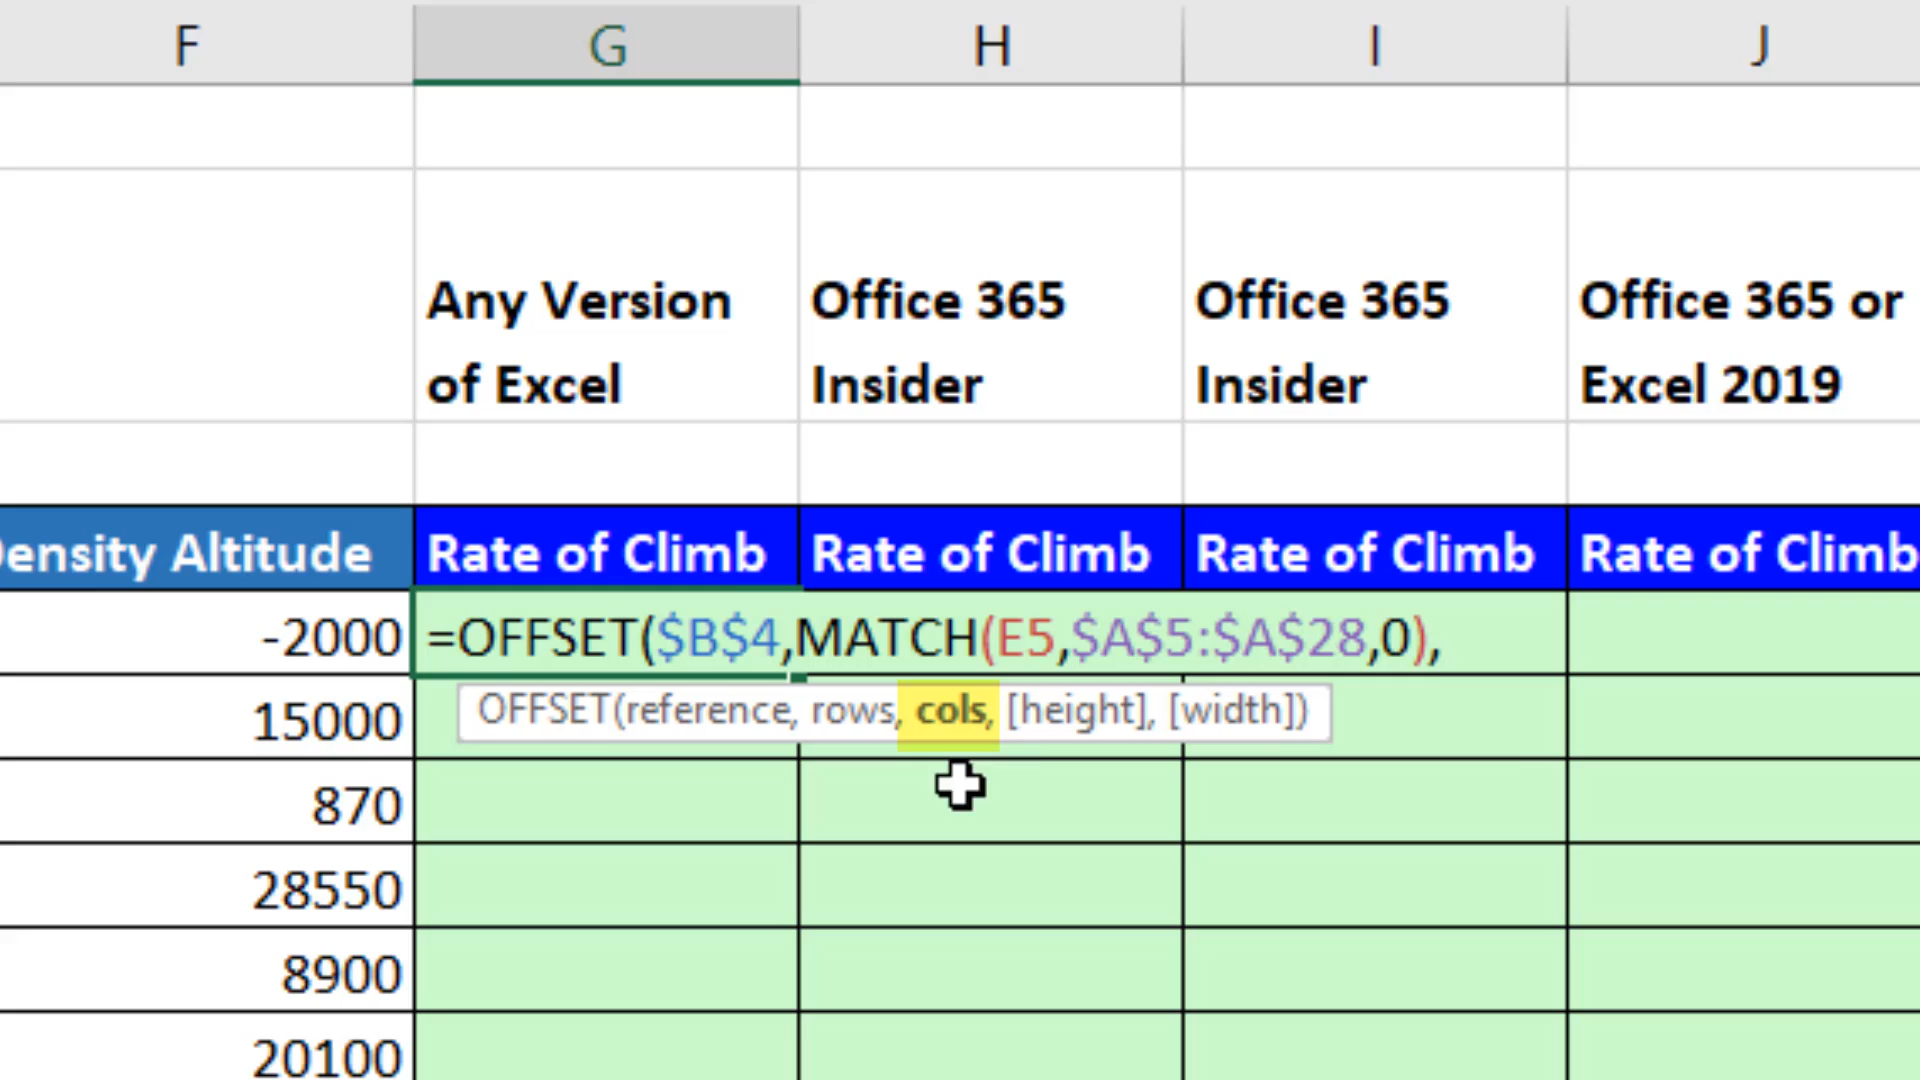 F G H I J
Any Version Office 365 Office 365 Office 365 or
of Excel Insider Insider Excel 2019
ensity Altitude Rate of Climb Rate of Climb Rate of Climb Rate of Climb
-2000 =OFFSET($B$4,MATCH(E5,$A$5:$A$28,0),
15000 OFFSET(reference, rows, cols, [height], [width])
870
28550
8900
20100